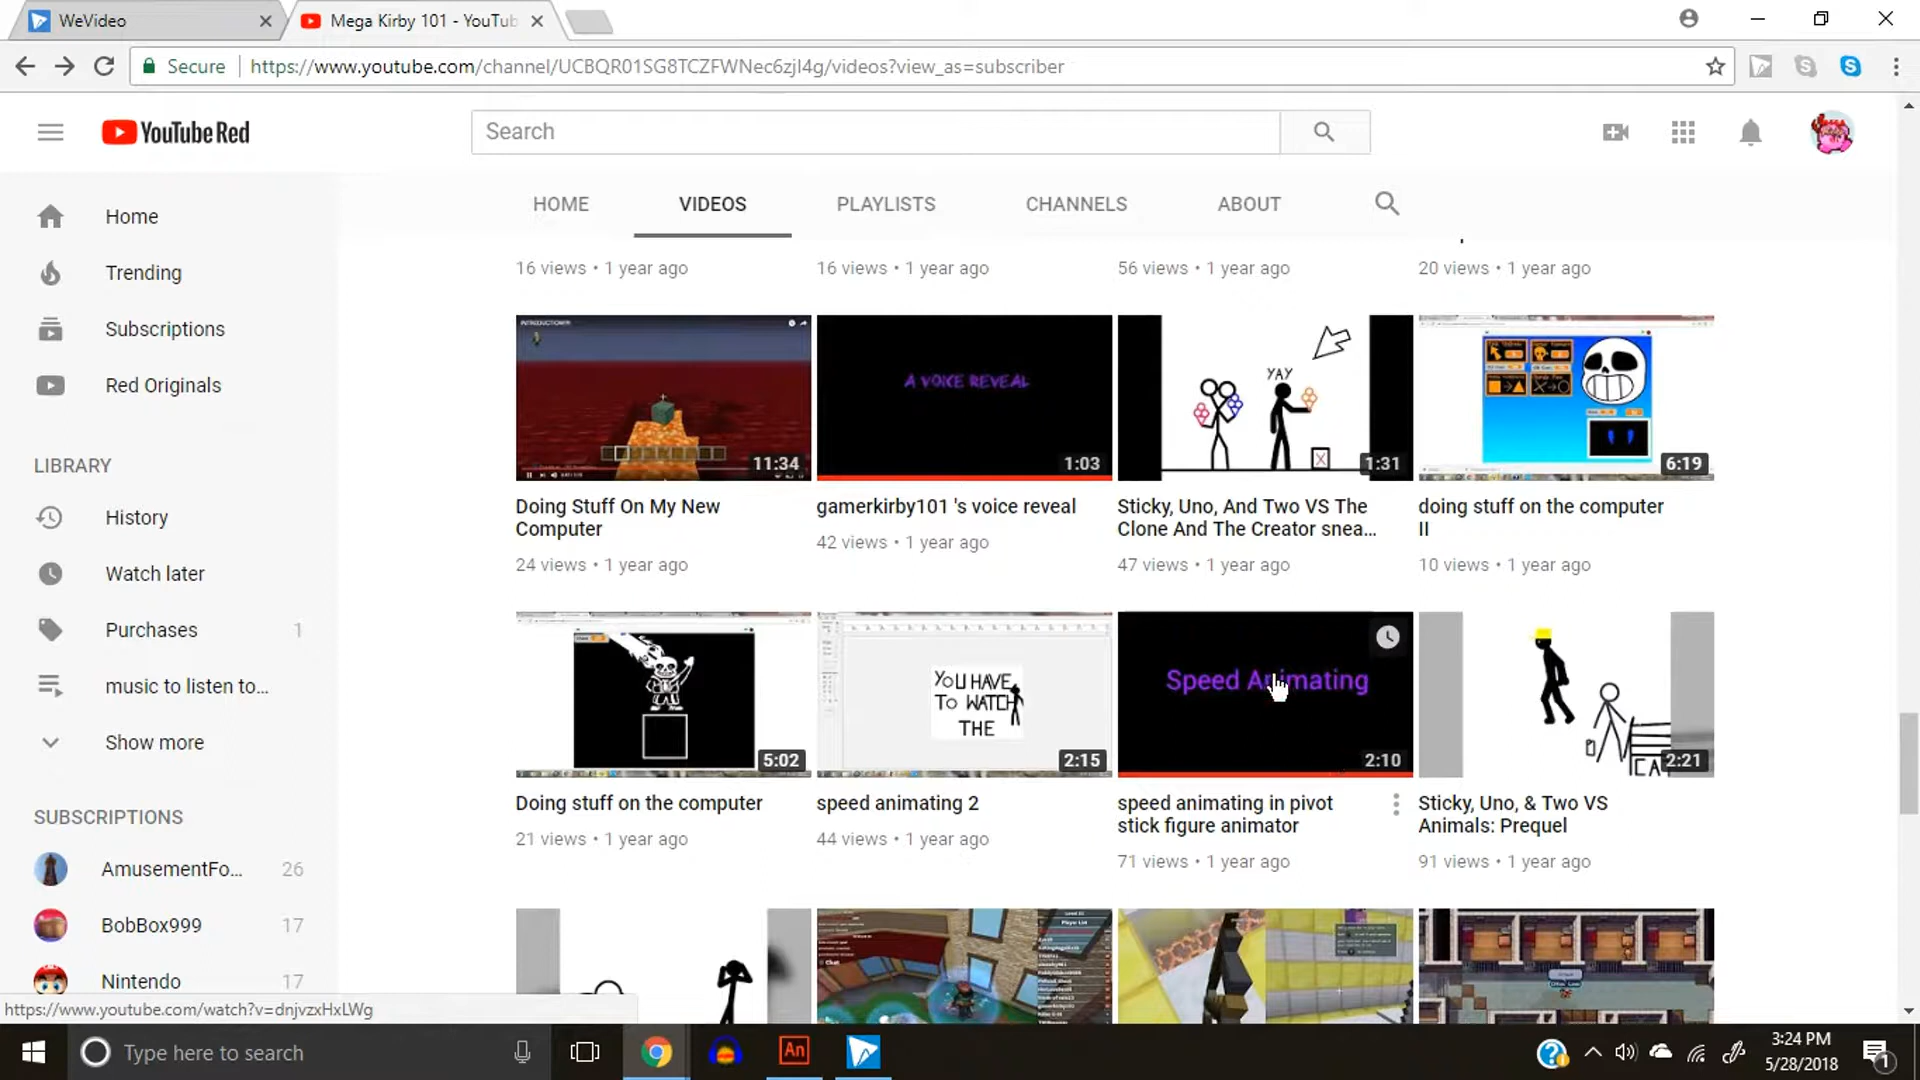 WeVideo
Mega Kirby 101 - YouTub
Secure
https://www.youtube.com/channel/UCBQR01SG8TCZFWNec6zjI4g/videos?view_as=subscriber
YouTube Red
Search
HOME
VIDEOS
PLAYLISTS
CHANNELS
ABOUT
Home
Trending
Subscriptions
Red Originals
LIBRARY
History
Watch later
Purchases 1
music to listen to...
Show more
SUBSCRIPTIONS
AmusementFo... 26
BobBox999 17
Nintendo 17
16 views • 1 year ago
16 views • 1 year ago
56 views • 1 year ago
20 views • 1 year ago
11:34
Doing Stuff On My New
Computer
24 views • 1 year ago
A VOICE REVEAL
1:03
gamerkirby101 's voice reveal
42 views • 1 year ago
YAY
1:31
Sticky, Uno, And Two VS The
Clone And The Creator snea...
47 views • 1 year ago
6:19
doing stuff on the computer
II
10 views • 1 year ago
5:02
Doing stuff on the computer
21 views • 1 year ago
YOU HAVE
TO WATCH
THE
2:15
speed animating 2
44 views • 1 year ago
Speed Animating
2:10
speed animating in pivot
stick figure animator
71 views • 1 year ago
2:21
Sticky, Uno, & Two VS
Animals: Prequel
91 views • 1 year ago
https://www.youtube.com/watch?v=dnjvzxHxLWg
Type here to search
An
3:24 PM
5/28/2018
1